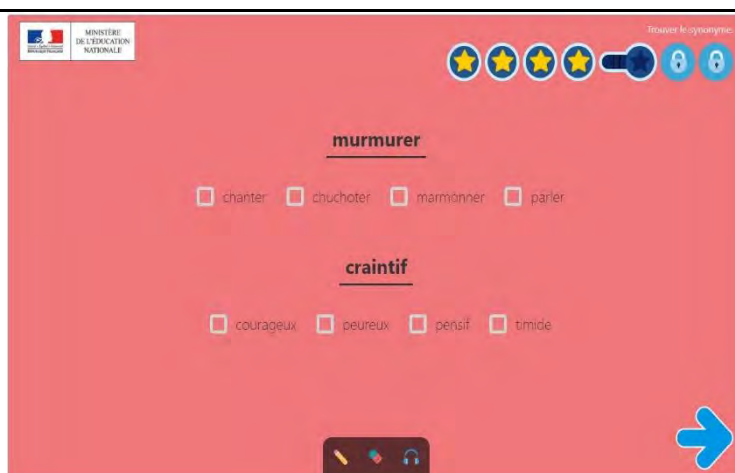 MINISTÈRE
DE L'ÉDUCATION
NATIONALE
Trouver le synonyme
murmurer
chanter chuchoter marmonner parler
craintif
courageux peureux pensif timide